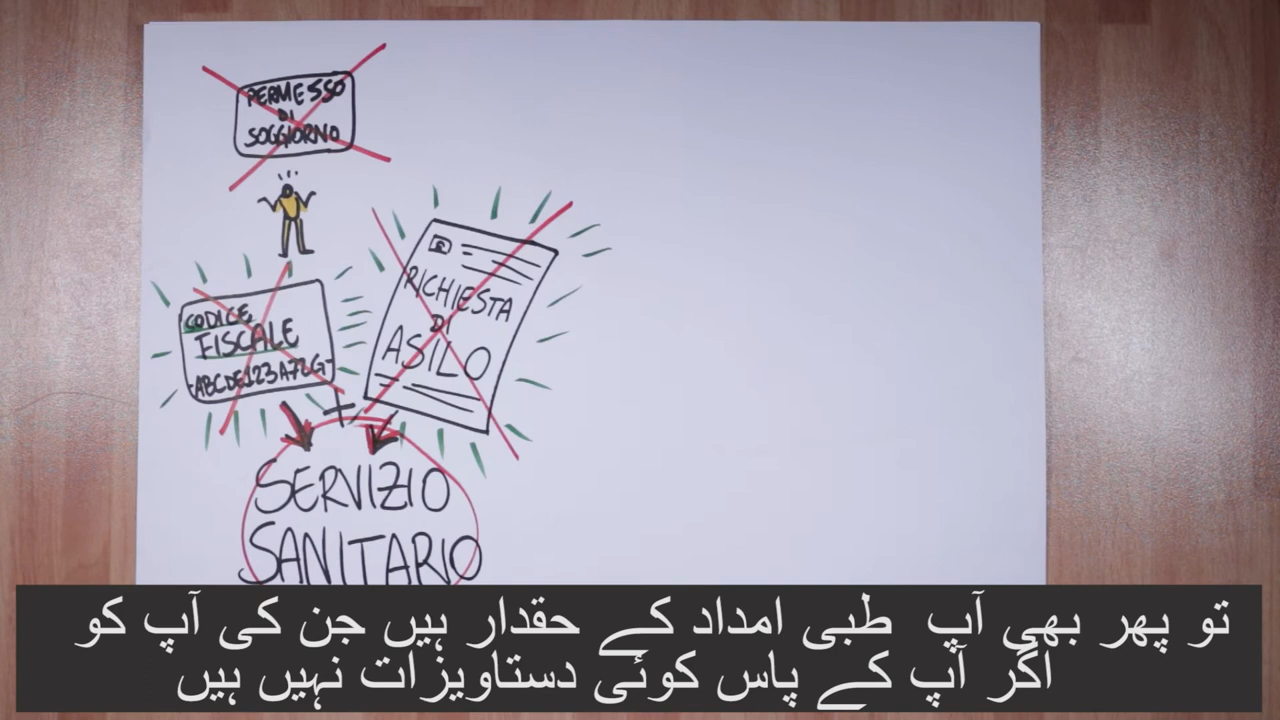 PERMESSO
DI
SOGGIORNO
CODICE
FISCALE
-ABCDE123A72G-
RICHIESTA
DI
ASILO
+
SERVIZIO
SANITARIO
تو پھر بھی آپ طبی امداد کے حقدار ہیں جن کی آپ کو
اگر آپ کے پاس کوئی دستاویزات نہیں ہیں